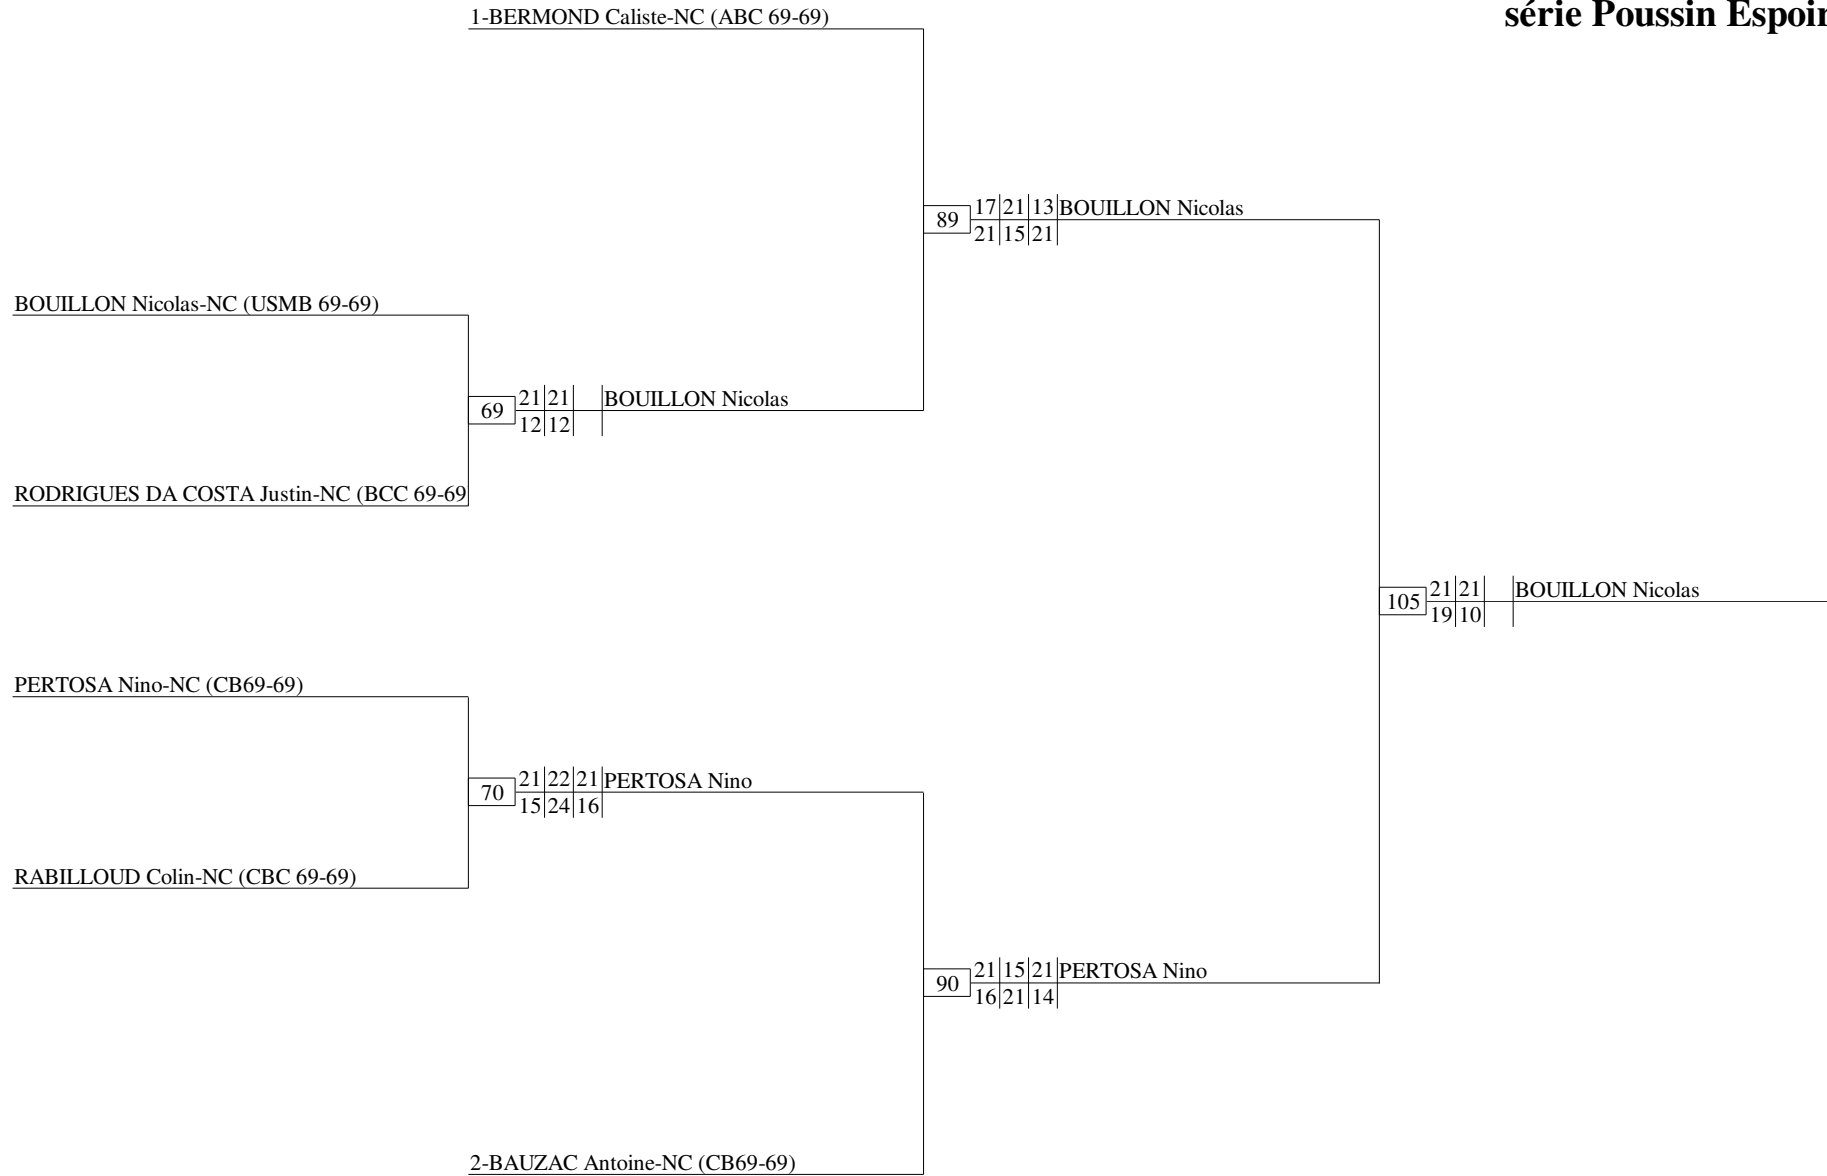 1-BERMOND Caliste-NC (ABC 69-69)
série Poussin Espoir
17 21 13 BOUILLON Nicolas
89
21 15 21
BOUILLON Nicolas-NC (USMB 69-69)
21 21 BOUILLON Nicolas
69
12 12
RODRIGUES DA COSTA Justin-NC (BCC 69-69
21 21 BOUILLON Nicolas
105
19 10
PERTOSA Nino-NC (CB69-69)
21 22 21 PERTOSA Nino
70
15 24 16
RABILLOUD Colin-NC (CBC 69-69)
21 15 21 PERTOSA Nino
90
16 21 14
2-BAUZAC Antoine-NC (CB69-69)